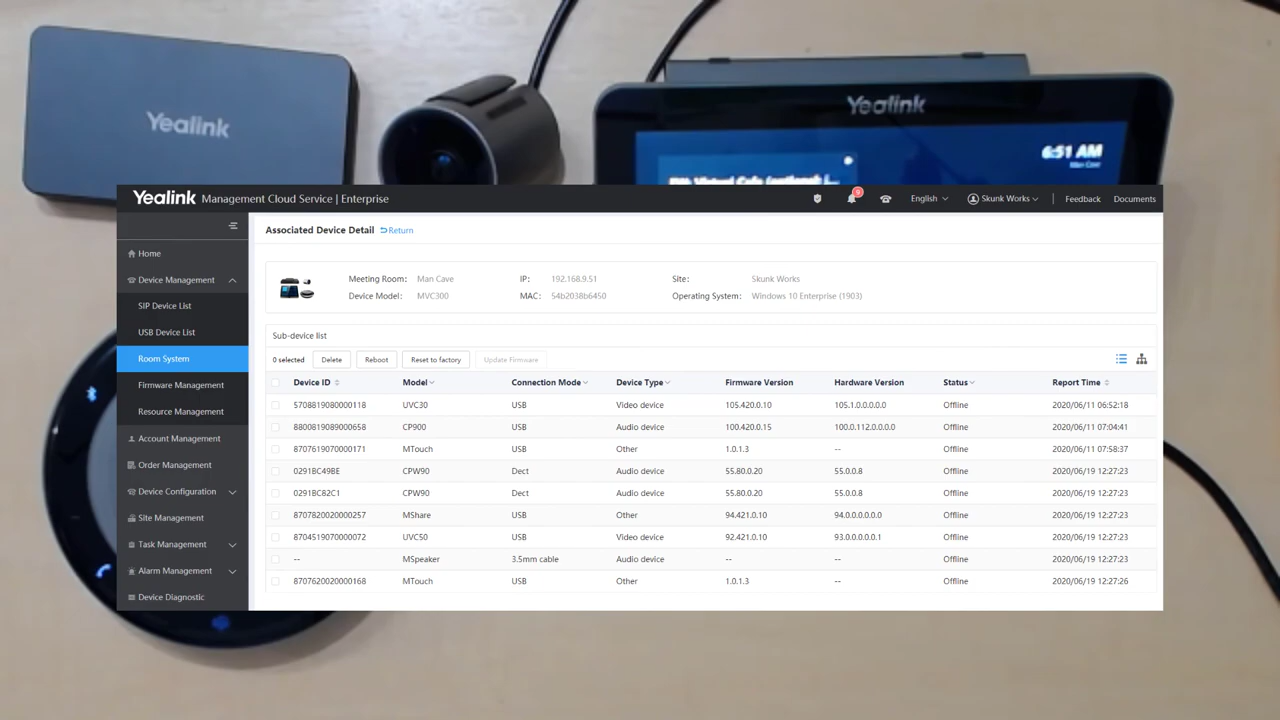 Yealink
Yealink
6:51 AM
Man Cave
Yealink Management Cloud Service | Enterprise
9
English
Skunk Works
Feedback
Documents
Associated Device Detail Return
Home
Device Management
SIP Device List
USB Device List
Room System
Firmware Management
Resource Management
Account Management
Order Management
Device Configuration
Site Management
Task Management
Alarm Management
Device Diagnostic
Meeting Room: Man Cave IP: 192.168.9.51 Site: Skunk Works
Device Model: MVC300 MAC: 54b2038b6450 Operating System: Windows 10 Enterprise (1903)
Sub-device list
0 selected Delete Reboot Reset to factory Update Firmware
Device ID Model Connection Mode Device Type Firmware Version Hardware Version Status Report Time
5708819080000118 UVC30 USB Video device 105.420.0.10 105.1.0.0.0.0 Offline 2020/06/11 06:52:18
8800819089000658 CP900 USB Audio device 100.420.0.15 100.0.112.0.0.0.0 Offline 2020/06/11 07:04:41
8707619070000171 MTouch USB Other 1.0.1.3 -- Offline 2020/06/11 07:58:37
0291BC49BE CPW90 Dect Audio device 55.80.0.20 55.0.0.8 Offline 2020/06/19 12:27:23
0291BC82C1 CPW90 Dect Audio device 55.80.0.20 55.0.0.8 Offline 2020/06/19 12:27:23
8707820020000257 MShare USB Other 94.421.0.10 94.0.0.0.0.0.0 Offline 2020/06/19 12:27:23
8704519070000072 UVC50 USB Video device 92.421.0.10 93.0.0.0.0.0.1 Offline 2020/06/19 12:27:23
-- MSpeaker 3.5mm cable Audio device -- -- Offline 2020/06/19 12:27:23
8707620020000168 MTouch USB Other 1.0.1.3 -- Offline 2020/06/19 12:27:26